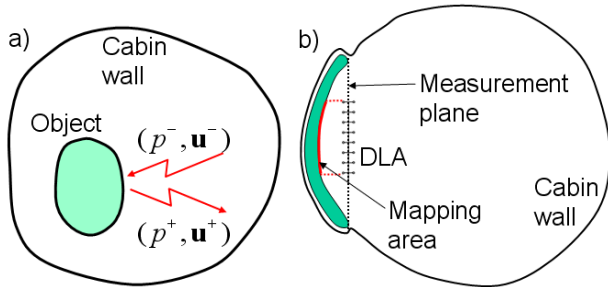 a)
Cabin
wall
Object
(p⁻, u⁻)
(p⁺, u⁺)
b)
Measurement
plane
DLA
Mapping
area
Cabin
wall